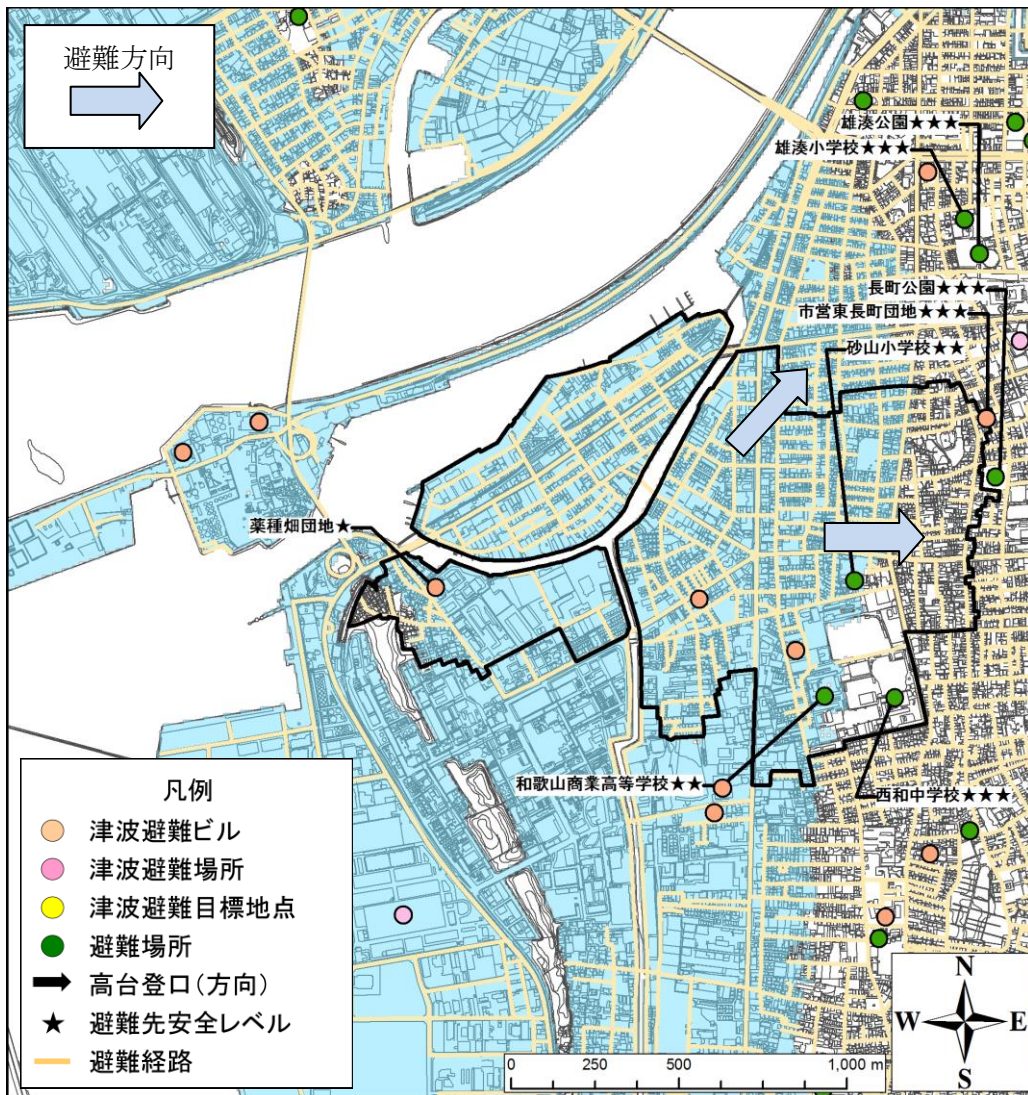 避難方向
雄湊公園★★★
雄湊小学校★★★
長町公園★★★
市営東長町団地★★★
砂山小学校★★
薬種畑団地★
和歌山商業高等学校★★
西和中学校★★★
凡例
津波避難ビル
津波避難場所
津波避難目標地点
避難場所
高台登口(方向)
★ 避難先安全レベル
避難経路
N
W E
S
0 250 500 1,000 m